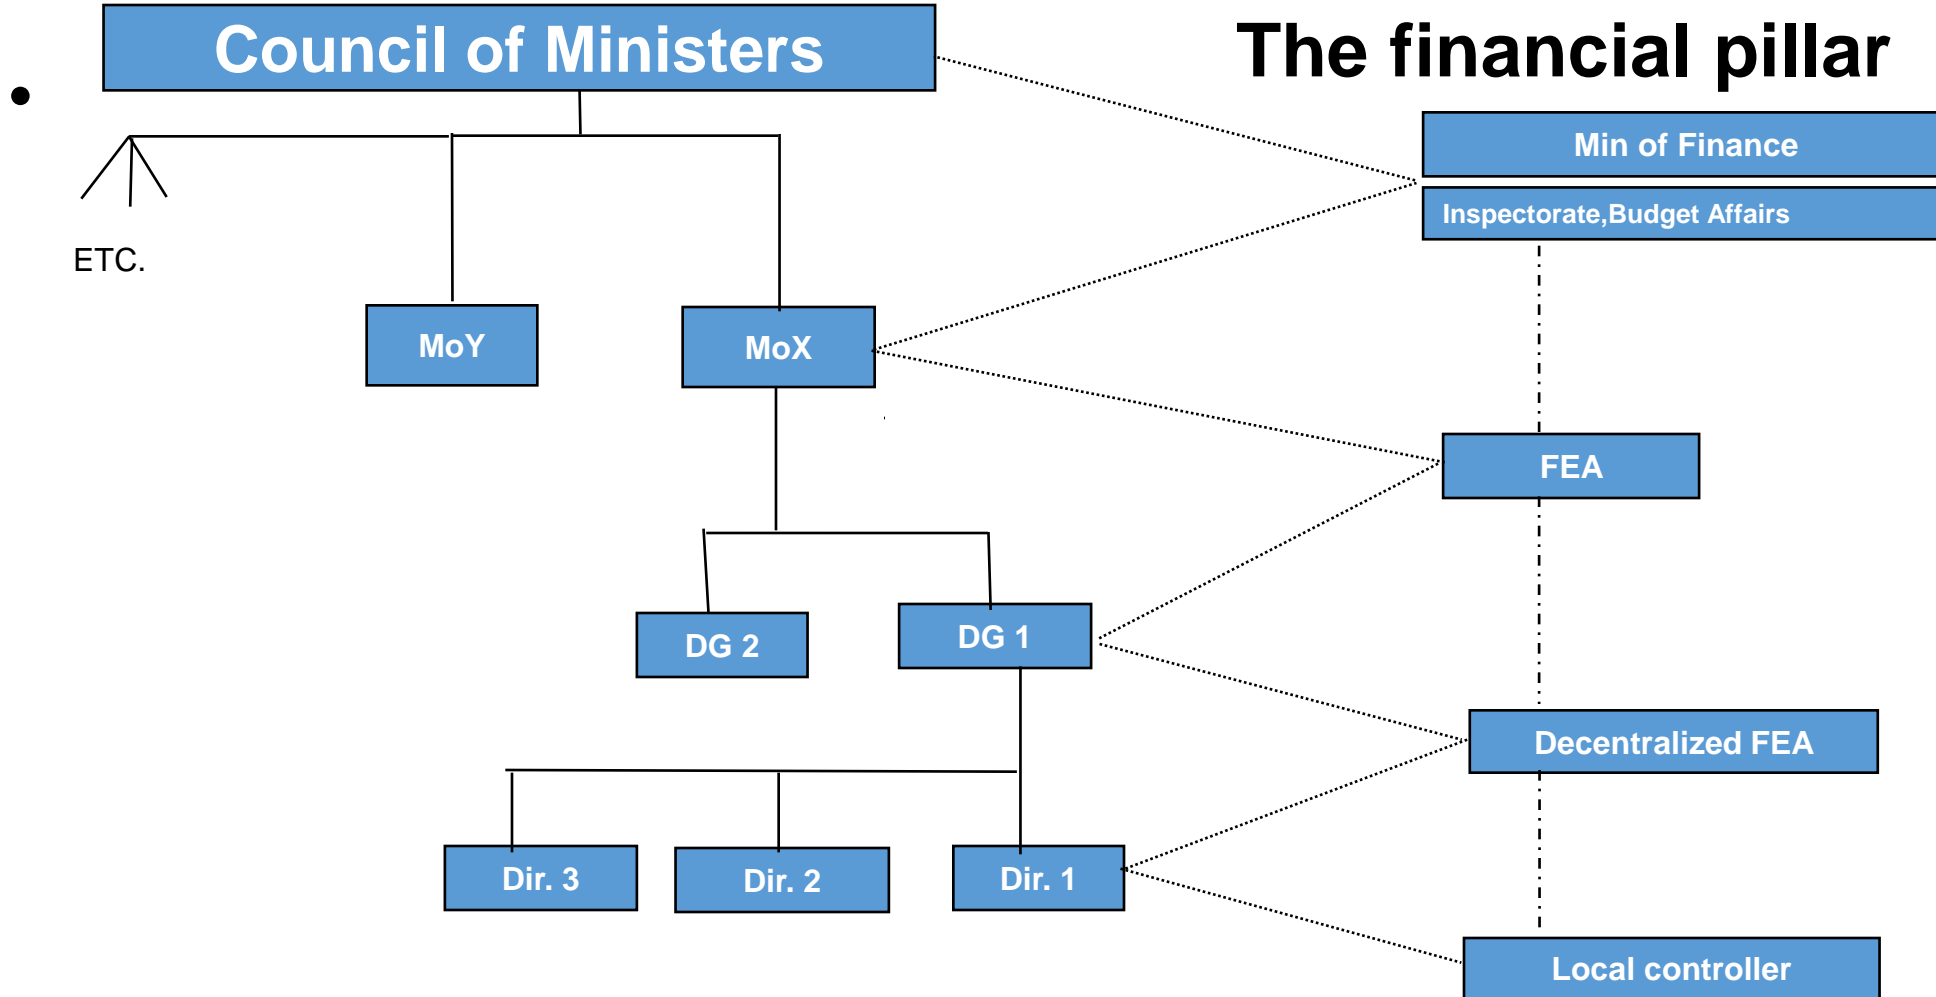 Council of Ministers
The financial pillar
•
Min of Finance
Inspectorate,Budget Affairs
ETC.
MoY
MoX
FEA
DG 2
DG 1
Decentralized FEA
Dir. 3
Dir. 2
Dir. 1
Local controller